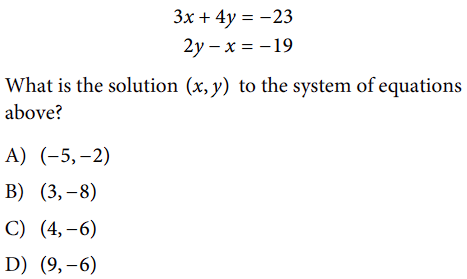 3x + 4y = −23
2y − x = −19
What is the solution (x, y) to the system of equations
above?
A) (−5, −2)
B) (3, −8)
C) (4, −6)
D) (9, −6)